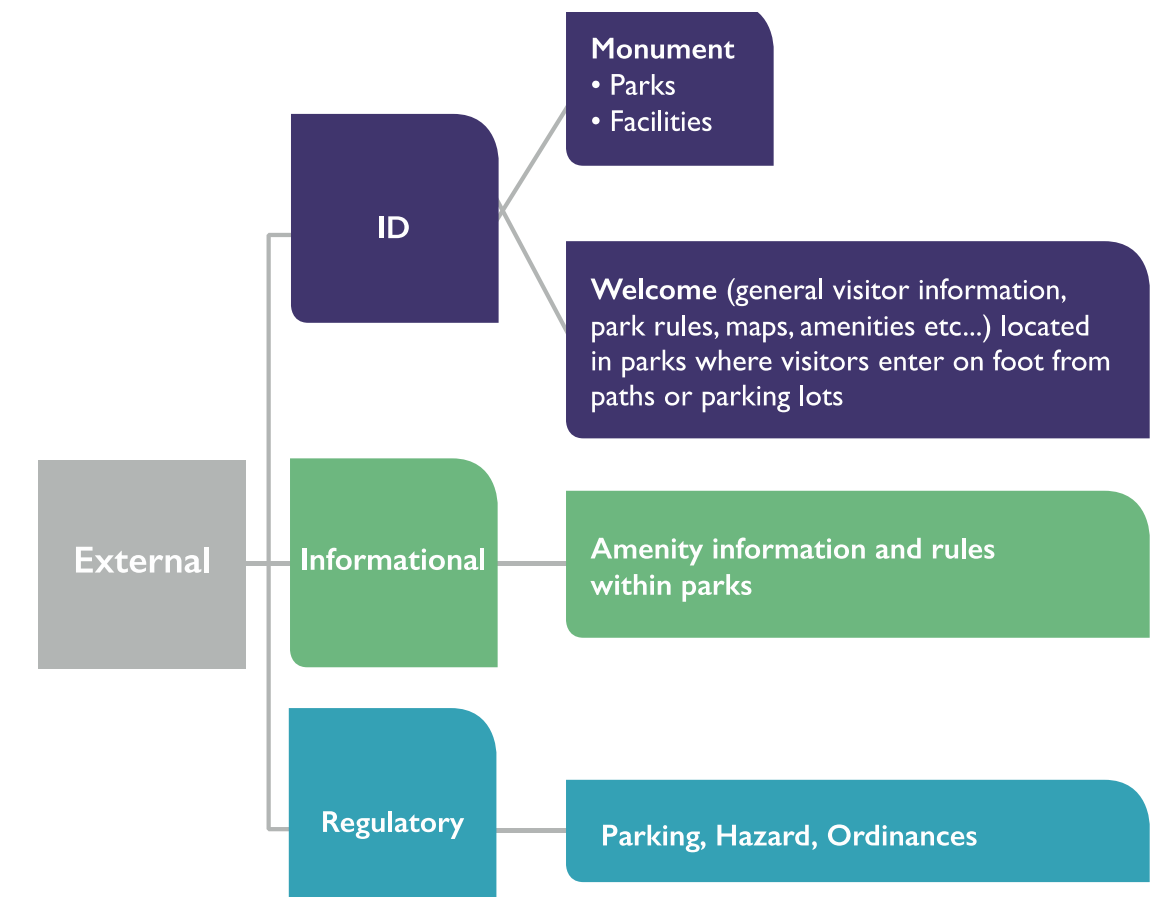 Monument
• Parks
• Facilities
ID
Welcome (general visitor information,
park rules, maps, amenities etc...) located
in parks where visitors enter on foot from
paths or parking lots
External
Informational
Amenity information and rules
within parks
Regulatory
Parking, Hazard, Ordinances